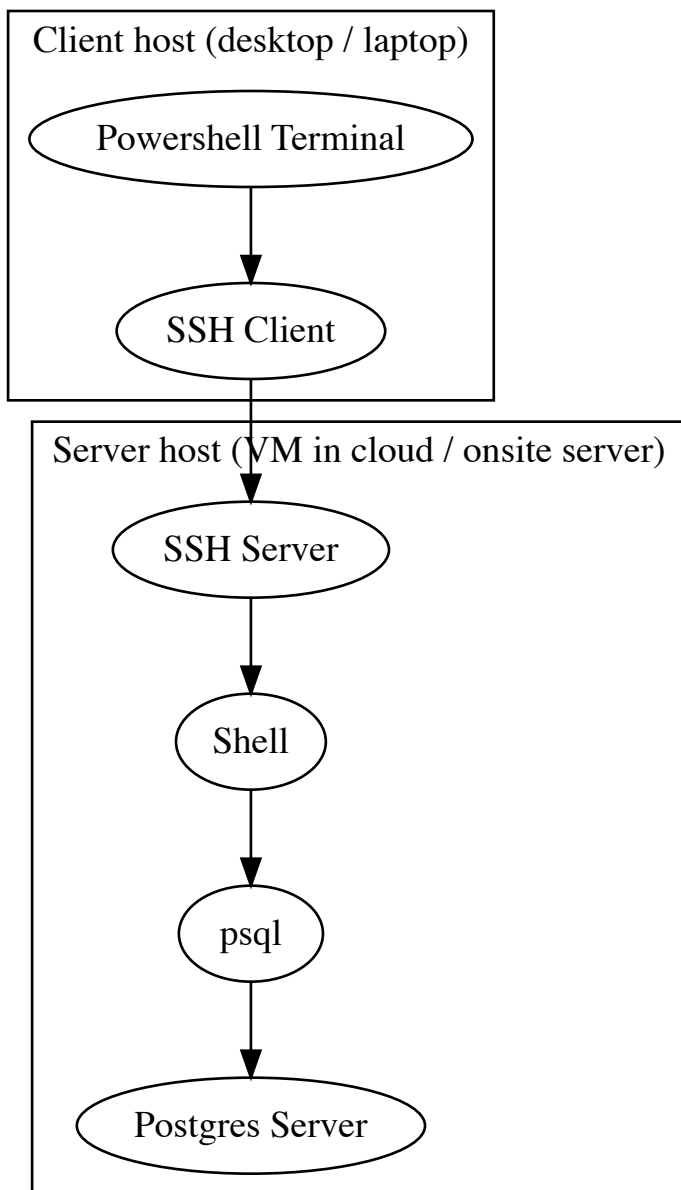 Client host (desktop / laptop)
Powershell Terminal
SSH Client
Server host (VM in cloud / onsite server)
SSH Server
Shell
psql
Postgres Server